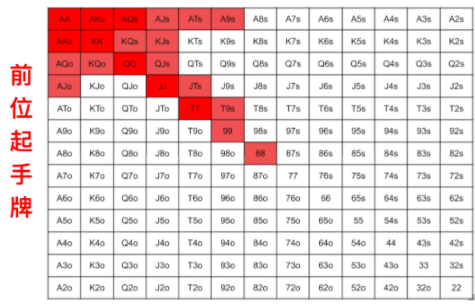 前位起手牌
AA AKs AQs AJs ATs A9s A8s A7s A6s A5s A4s A3s A2s
AKo KK KQs KJs KTs K9s K8s K7s K6s K5s K4s K3s K2s
AQo KQo QQ QJs QTs Q9s Q8s Q7s Q6s Q5s Q4s Q3s Q2s
AJo KJo QJo JJ JTs J9s J8s J7s J6s J5s J4s J3s J2s
ATo KTo QTo JTo TT T9s T8s T7s T6s T5s T4s T3s T2s
A9o K9o Q9o J9o T9o 99 98s 97s 96s 95s 94s 93s 92s
A8o K8o Q8o J8o T8o 98o 88 87s 86s 85s 84s 83s 82s
A7o K7o Q7o J7o T7o 97o 87o 77 76s 75s 74s 73s 72s
A6o K6o Q6o J6o T6o 96o 86o 76o 66 65s 64s 63s 62s
A5o K5o Q5o J5o T5o 95o 85o 75o 65o 55 54s 53s 52s
A4o K4o Q4o J4o T4o 94o 84o 74o 64o 54o 44 43s 42s
A3o K3o Q3o J3o T3o 93o 83o 73o 63o 53o 43o 33 32s
A2o K2o Q2o J2o T2o 92o 82o 72o 62o 52o 42o 32o 22